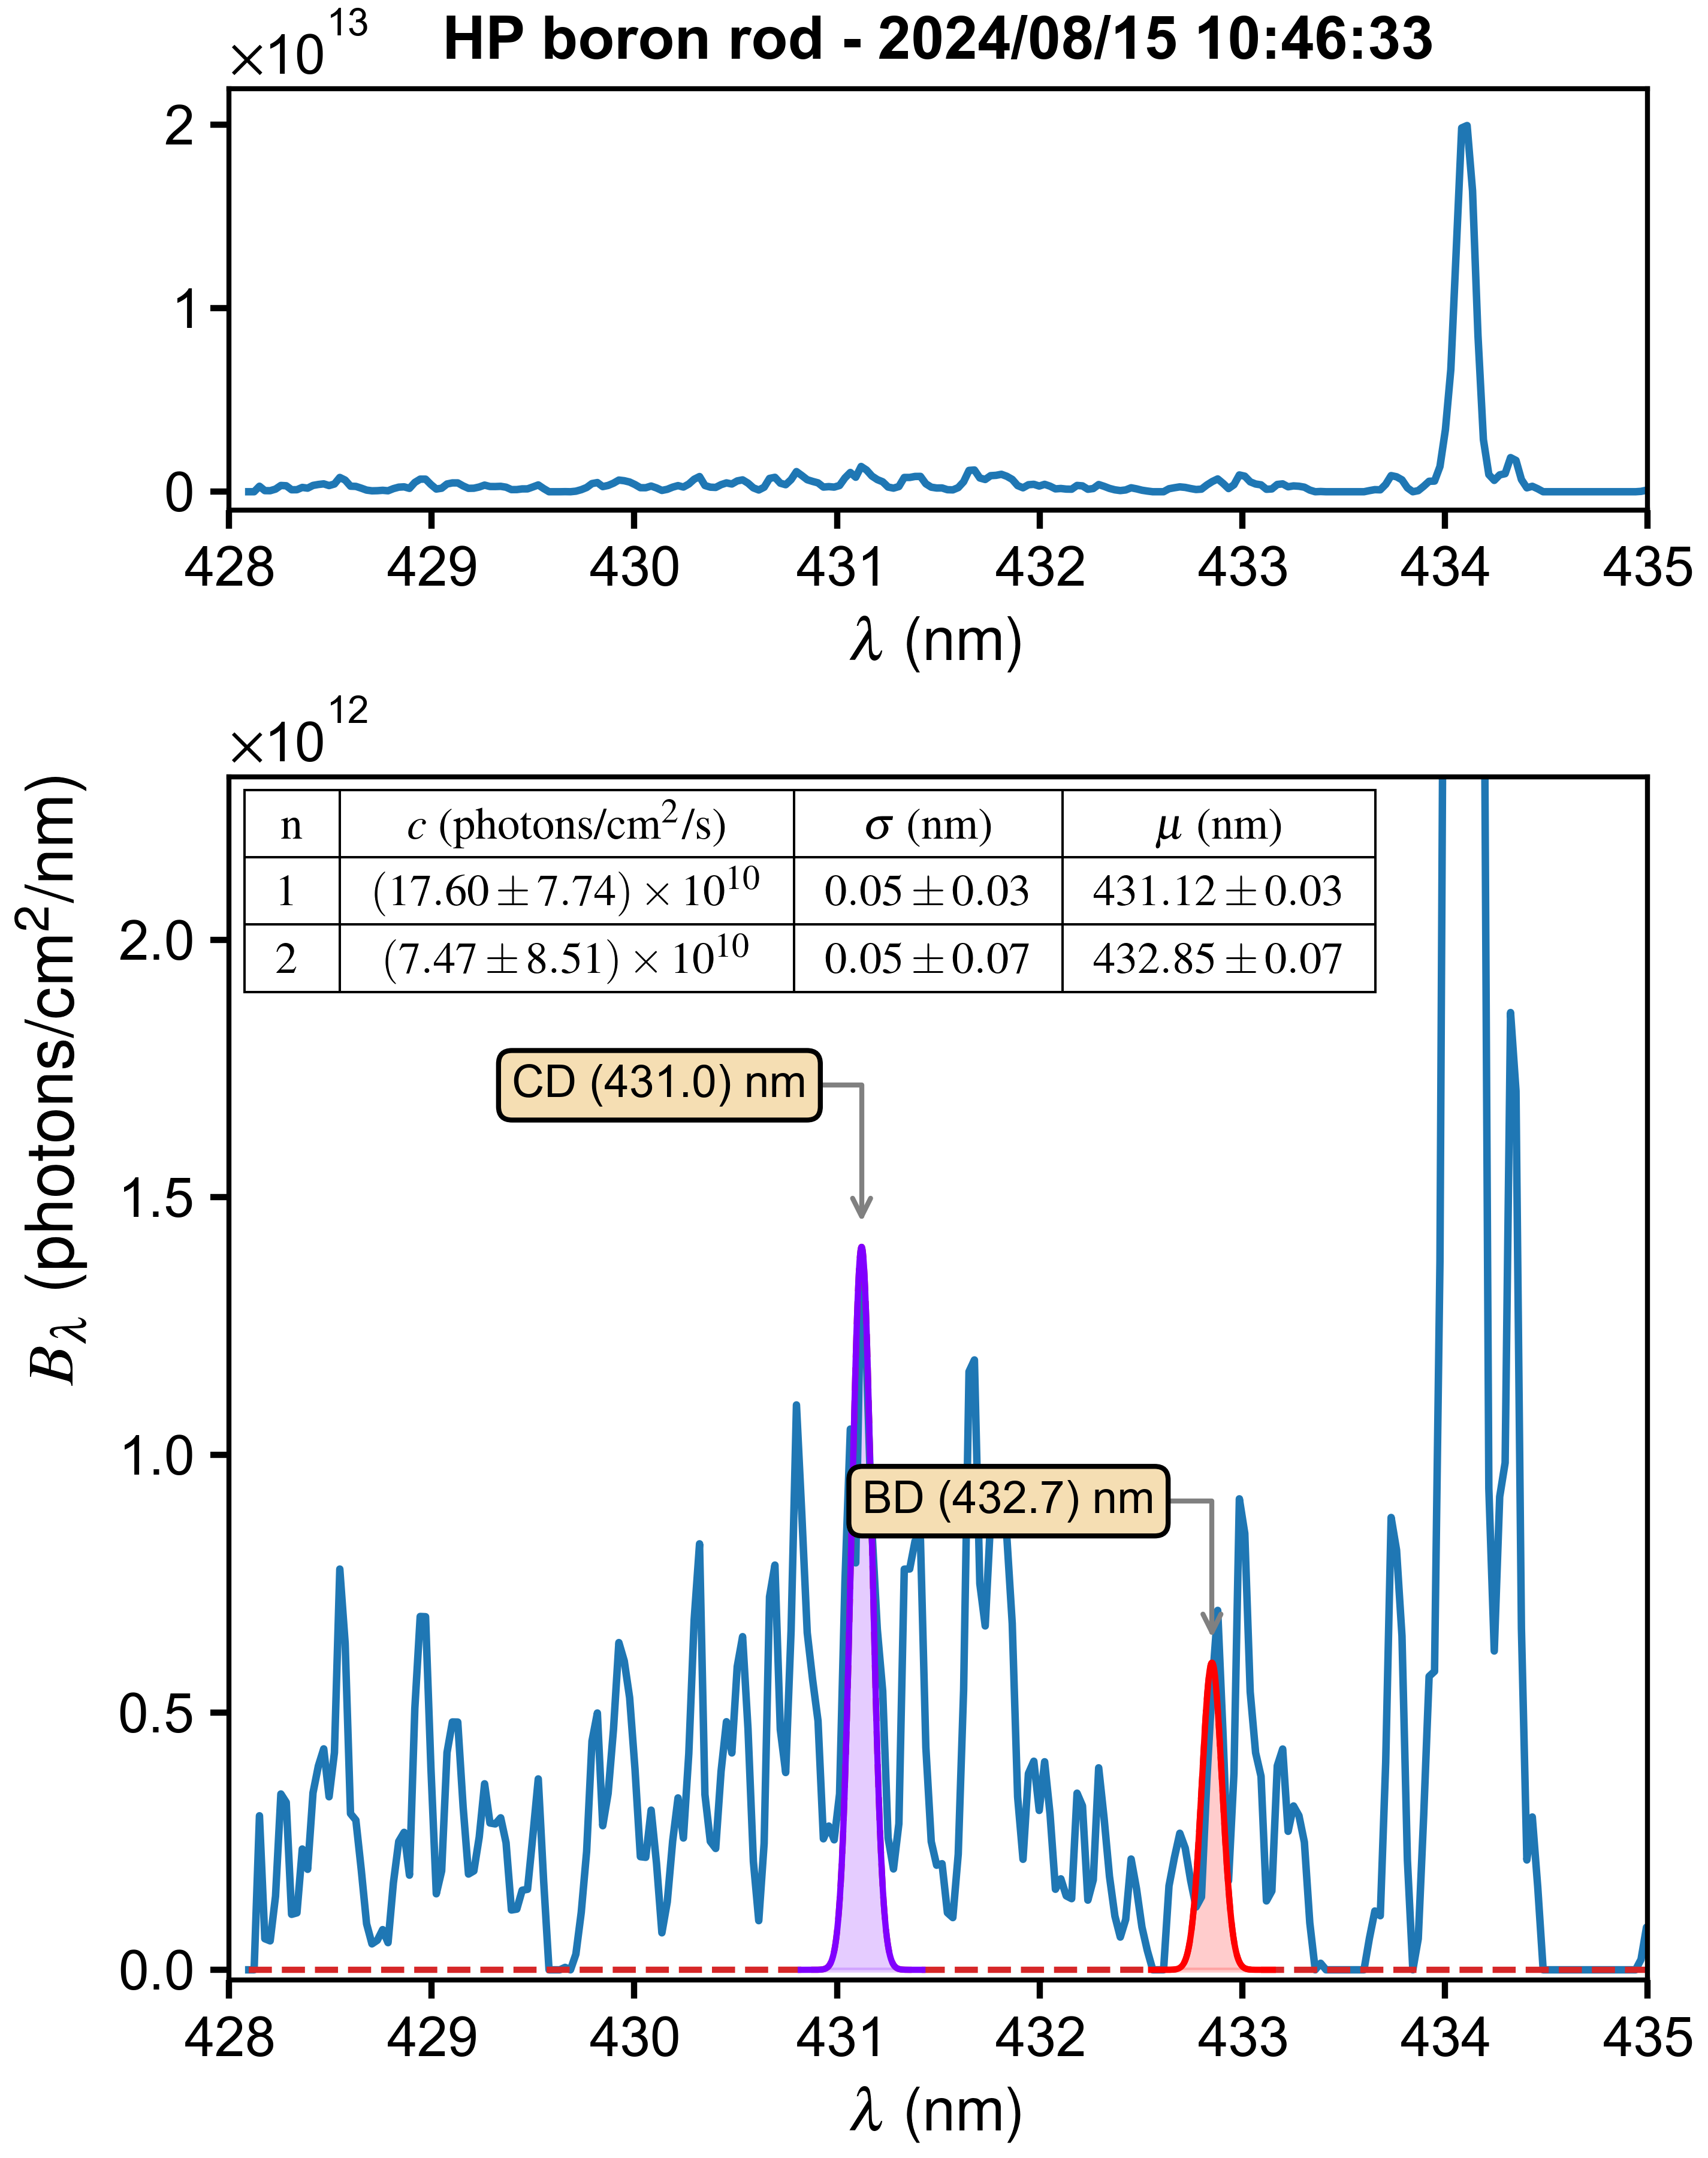 ×10^13
HP boron rod - 2024/08/15 10:46:33
2
1
0
428 429 430 431 432 433 434 435
λ (nm)
×10^12
B_λ (photons/cm²/nm)
n c (photons/cm²/s) σ (nm) μ (nm)
1 (17.60 ± 7.74) × 10^10 0.05 ± 0.03 431.12 ± 0.03
2 (7.47 ± 8.51) × 10^10 0.05 ± 0.07 432.85 ± 0.07
2.0
CD (431.0) nm
1.5
1.0
BD (432.7) nm
0.5
0.0
428 429 430 431 432 433 434 435
λ (nm)